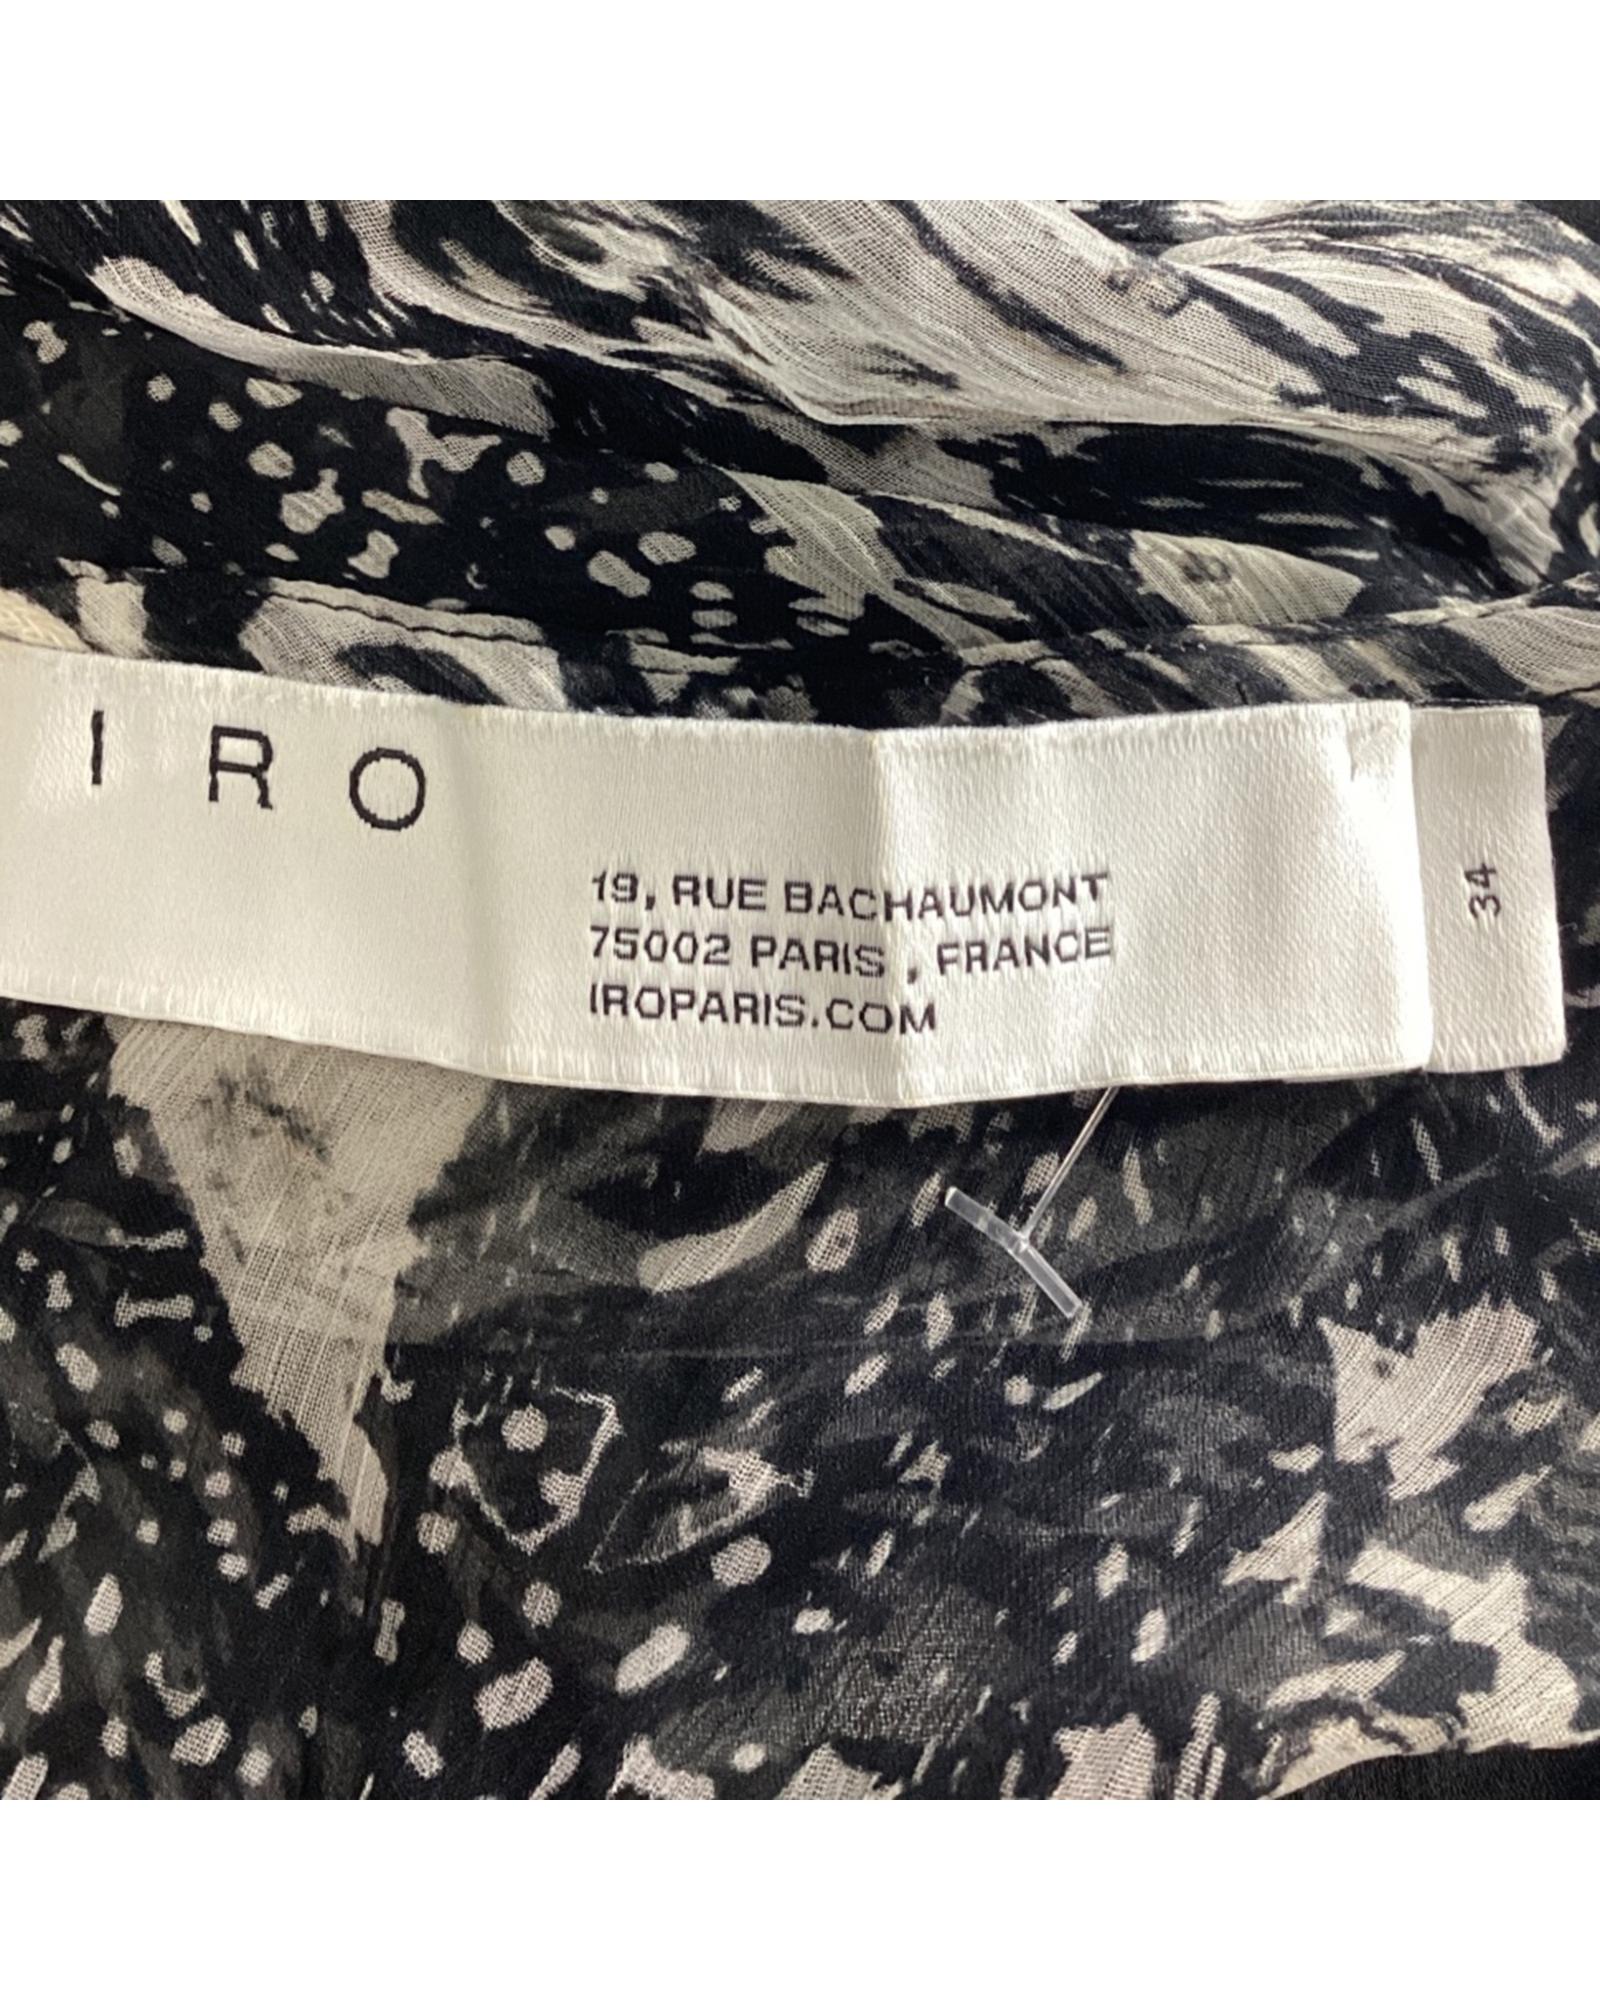 IRO
19, RUE BACHAUMONT
75002 PARIS , FRANCE
IROPARIS.COM
34